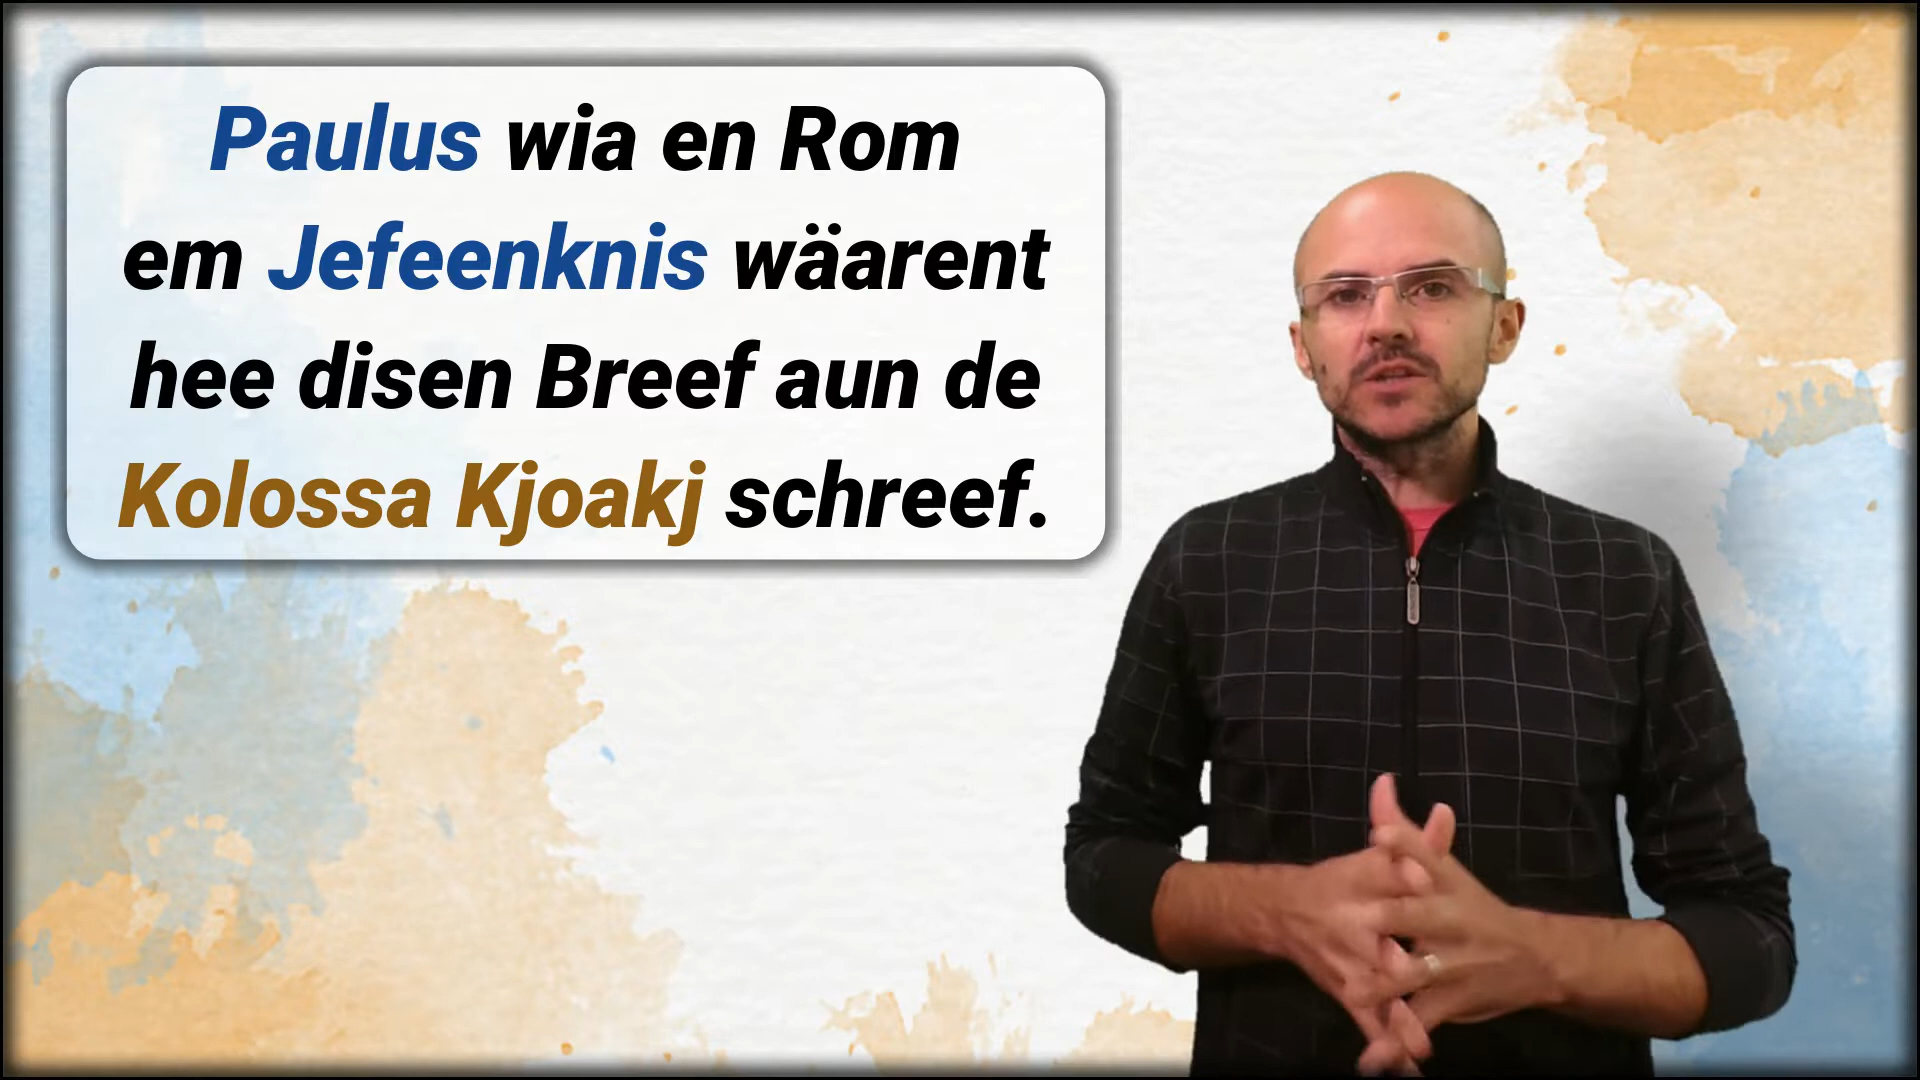 Paulus wia en Rom
em Jefeenknis wäarent
hee disen Breef aun de
Kolossa Kjoakj schreef.